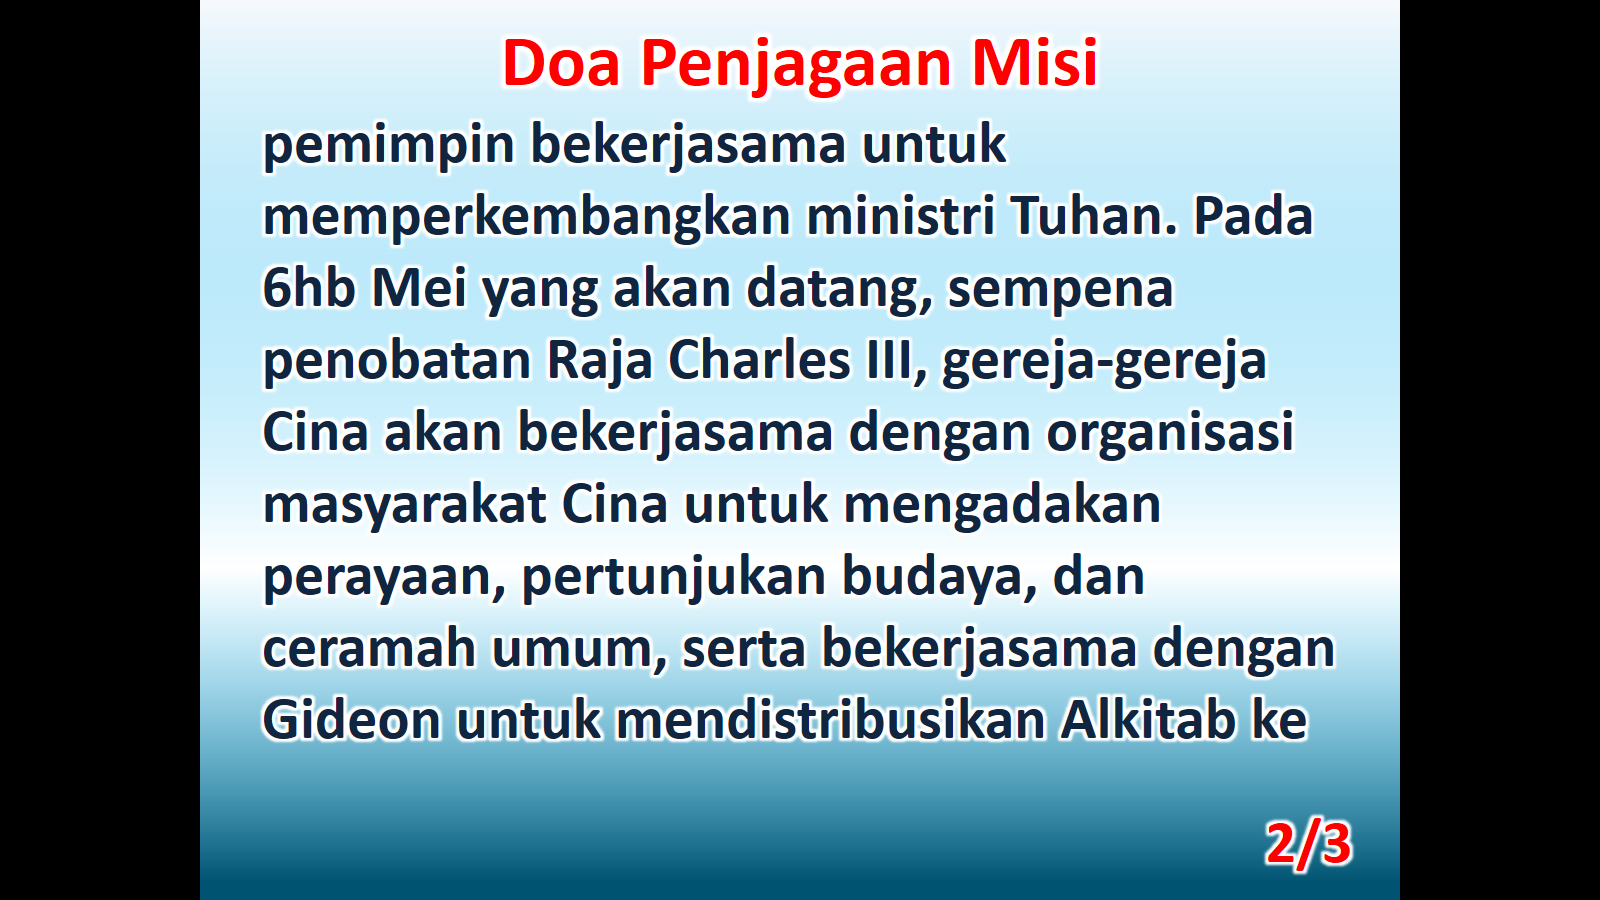 Doa Penjagaan Misi
pemimpin bekerjasama untuk
memperkembangkan ministri Tuhan. Pada
6hb Mei yang akan datang, sempena
penobatan Raja Charles III, gereja-gereja
Cina akan bekerjasama dengan organisasi
masyarakat Cina untuk mengadakan
perayaan, pertunjukan budaya, dan
ceramah umum, serta bekerjasama dengan
Gideon untuk mendistribusikan Alkitab ke
2/3